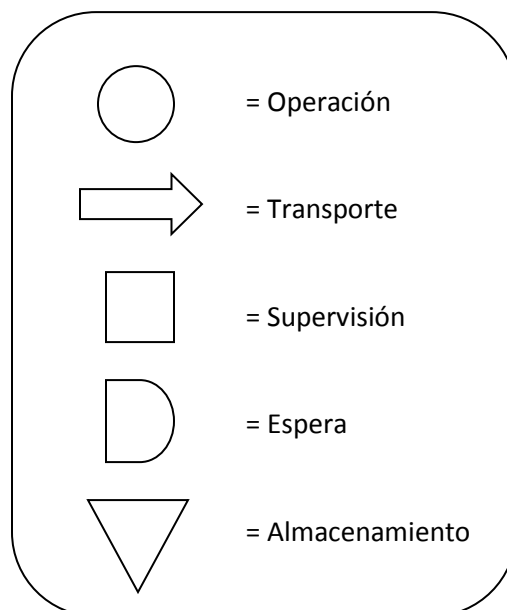 = Operación
= Transporte
= Supervisión
= Espera
= Almacenamiento